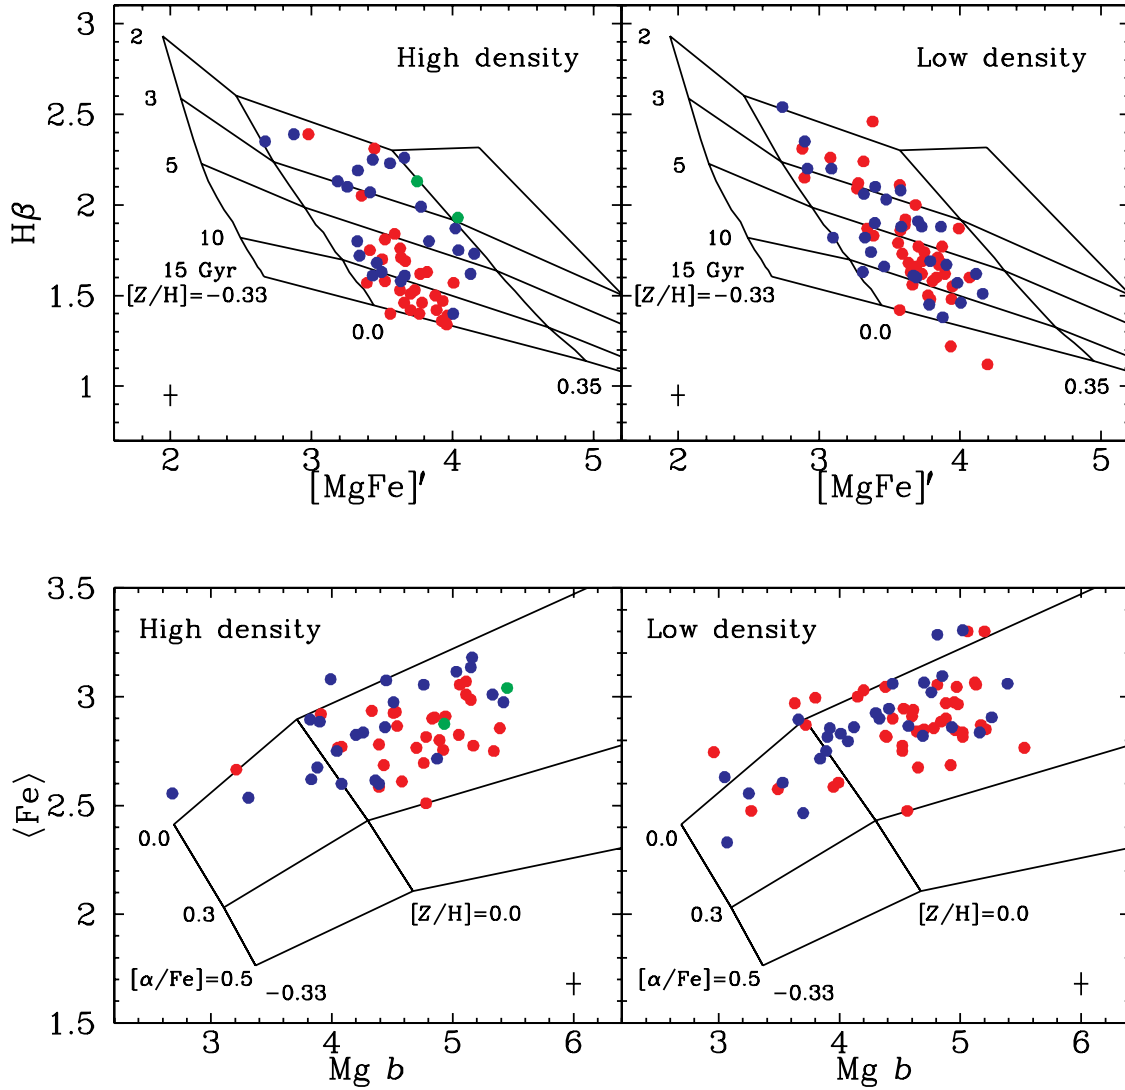 3
2.5
2
1.5
1
Hβ
High density
2
3
5
10
15 Gyr
[Z/H]=−0.33
0.0
0.35
2
3
4
5
[MgFe]′
Low density
2
3
5
10
15 Gyr
[Z/H]=−0.33
0.0
0.35
2
3
4
5
[MgFe]′
3.5
3
2.5
2
1.5
⟨Fe⟩
High density
0.0
0.3
[α/Fe]=0.5
−0.33
[Z/H]=0.0
3
4
5
6
Mg b
Low density
0.0
0.3
[α/Fe]=0.5
−0.33
[Z/H]=0.0
3
4
5
6
Mg b